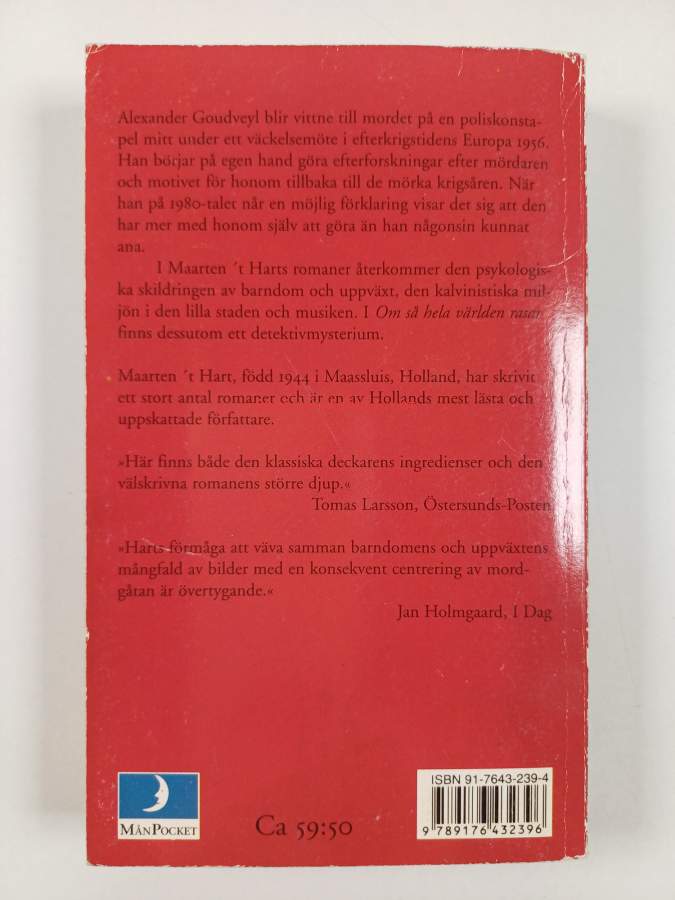 Alexander Goudveyl blir vittne till mordet på en poliskonsta-
pel mitt under ett väckelsemöte i efterkrigstidens Europa 1956.
Han börjar på egen hand göra efterforskningar efter mördaren
och motivet för honom tillbaka till de mörka krigsåren. När
han på 1980-talet når en möjlig förklaring visar det sig att den
har mer med honom själv att göra än han någonsin kunnat
ana.
I Maarten ´t Harts romaner återkommer den psykologis-
ka skildringen av barndom och uppväxt, den kalvinistiska mil-
jön i den lilla staden och musiken. I Om så hela världen rasar
finns dessutom ett detektivmysterium.
Maarten ´t Hart, född 1944 i Maassluis, Holland, har skrivit
ett stort antal romaner och är en av Hollands mest lästa och
uppskattade författare.
»Här finns både den klassiska deckarens ingredienser och den
välskrivna romanens större djup.«
Tomas Larsson, Östersunds-Posten
»Harts förmåga att väva samman barndomens och uppväxtens
mångfald av bilder med en konsekvent centrering av mord-
gåtan är övertygande.«
Jan Holmgaard, I Dag
MÅNPOCKET
Ca 59:50
ISBN 91-7643-239-4
9 789176 432396